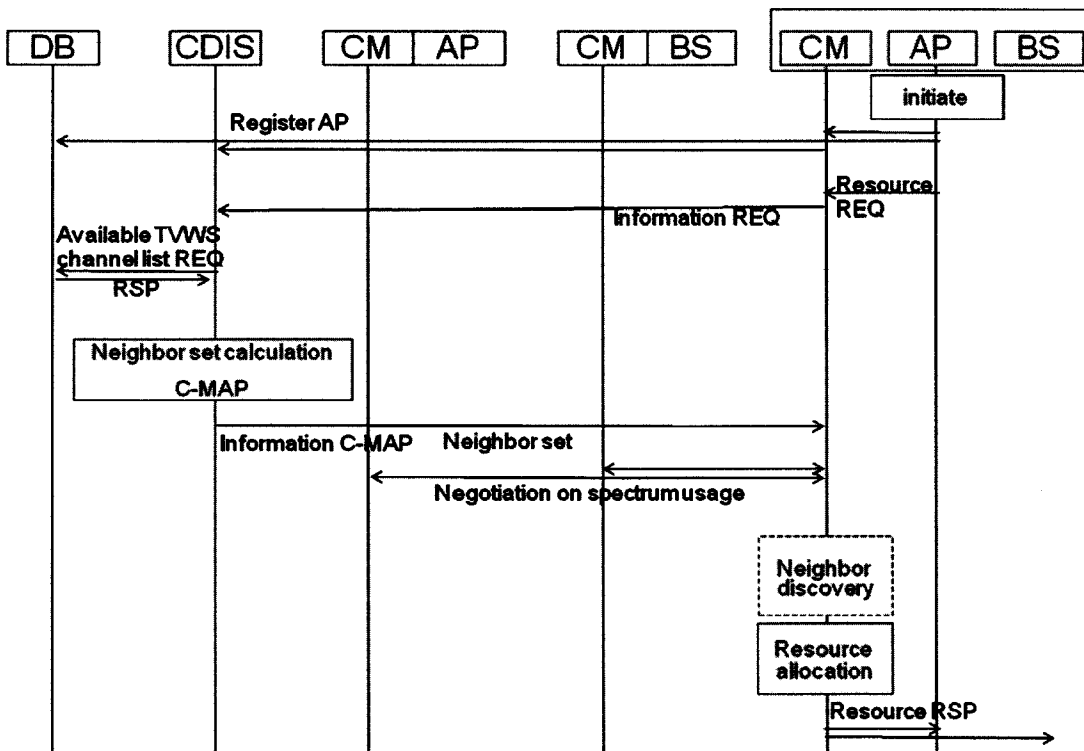 DB CDIS CM AP CM BS CM AP BS
initiate
Register AP
Resource
REQ
Information REQ
Available TVWS
channel list REQ
RSP
Neighbor set calculation
C-MAP
Information C-MAP Neighbor set
Negotiation on spectrum usage
Neighbor
discovery
Resource
allocation
Resource RSP